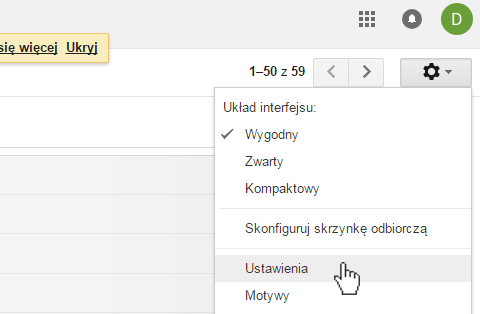 D
się więcej Ukryj
1–50 z 59
Układ interfejsu:
Wygodny
Zwarty
Kompaktowy
Skonfiguruj skrzynkę odbiorczą
Ustawienia
Motywy